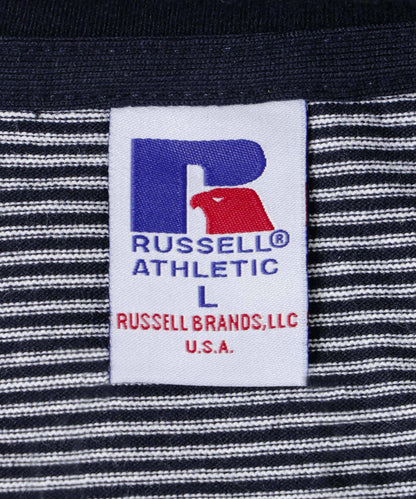 R
RUSSELL®
ATHLETIC
L
RUSSELL BRANDS, LLC
U.S.A.